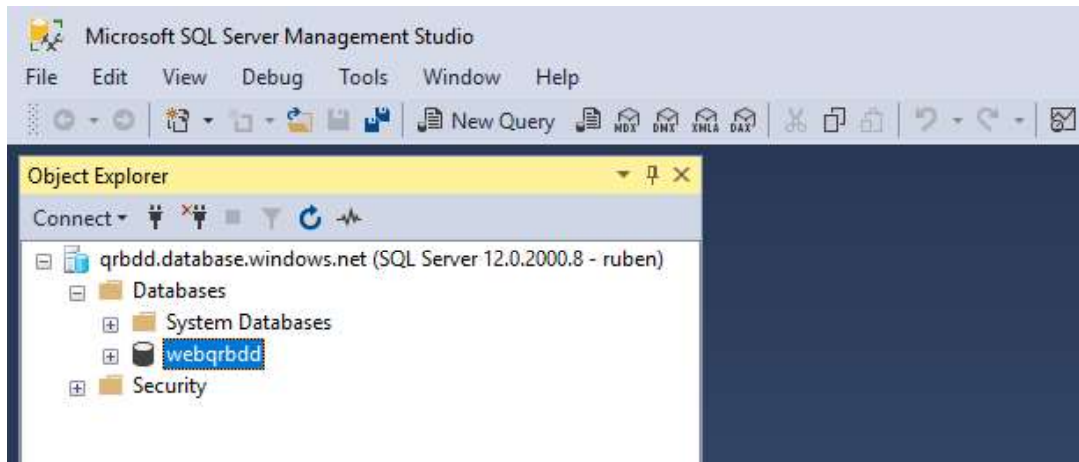 Microsoft SQL Server Management Studio
File Edit View Debug Tools Window Help
New Query MDX DMX XMLA DAX
Object Explorer
Connect
qrbdd.database.windows.net (SQL Server 12.0.2000.8 - ruben)
Databases
System Databases
webqrbdd
Security